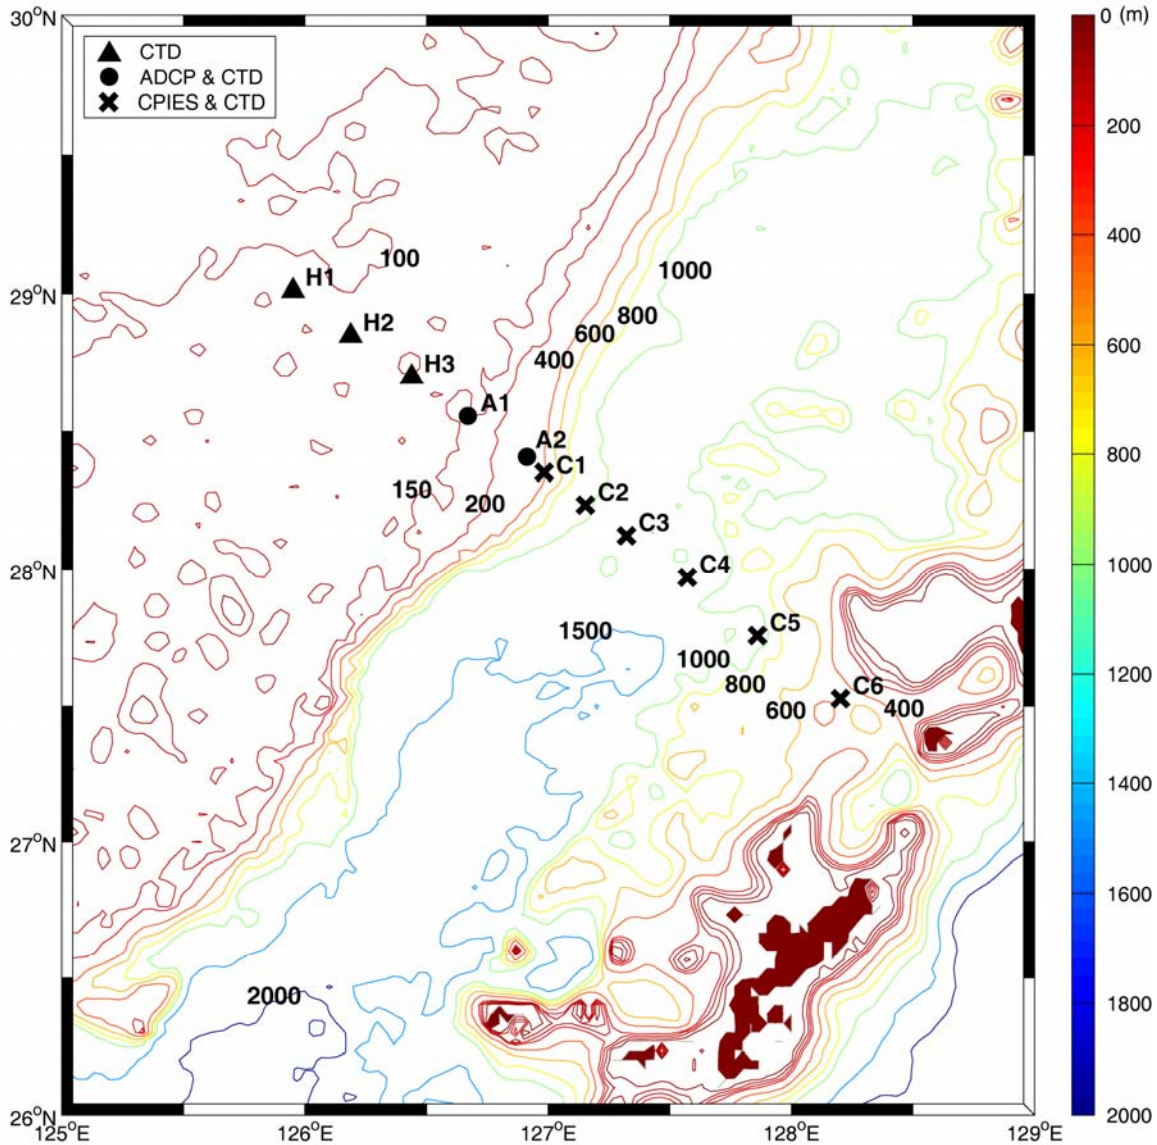 30°N
0 (m)
CTD
ADCP & CTD
CPIES & CTD
200
400
100
1000
H1
29°N
800
H2
600
600
400
H3
A1
800
A2
C1
150
200
C2
C3
C4
28°N
1000
C5
1500
1000
800
C6
600
400
1200
1400
27°N
1600
2000
1800
26°N
2000
125°E
126°E
127°E
128°E
129°E